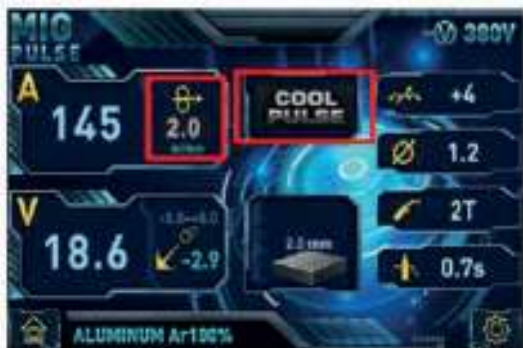 MIG
PULSE
380V
A
145
2.0
COOL
PULSE
+4
1.2
V
18.6
-2.9
2.0 mm
2T
0.7s
ALUMINUM Ar100%